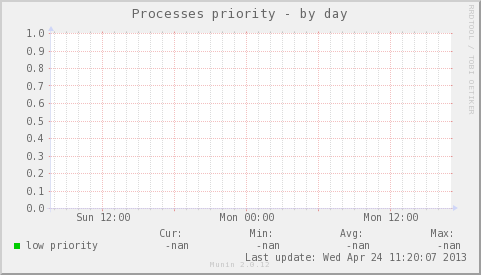 Processes priority - by day
RRDTOOL / TOBI OETIKER
1.0
0.9
0.8
0.7
0.6
0.5
0.4
0.3
0.2
0.1
0.0
Sun 12:00 Mon 00:00 Mon 12:00
Cur: Min: Avg: Max:
low priority -nan -nan -nan -nan
Last update: Wed Apr 24 11:20:07 2013
Munin 2.0.12